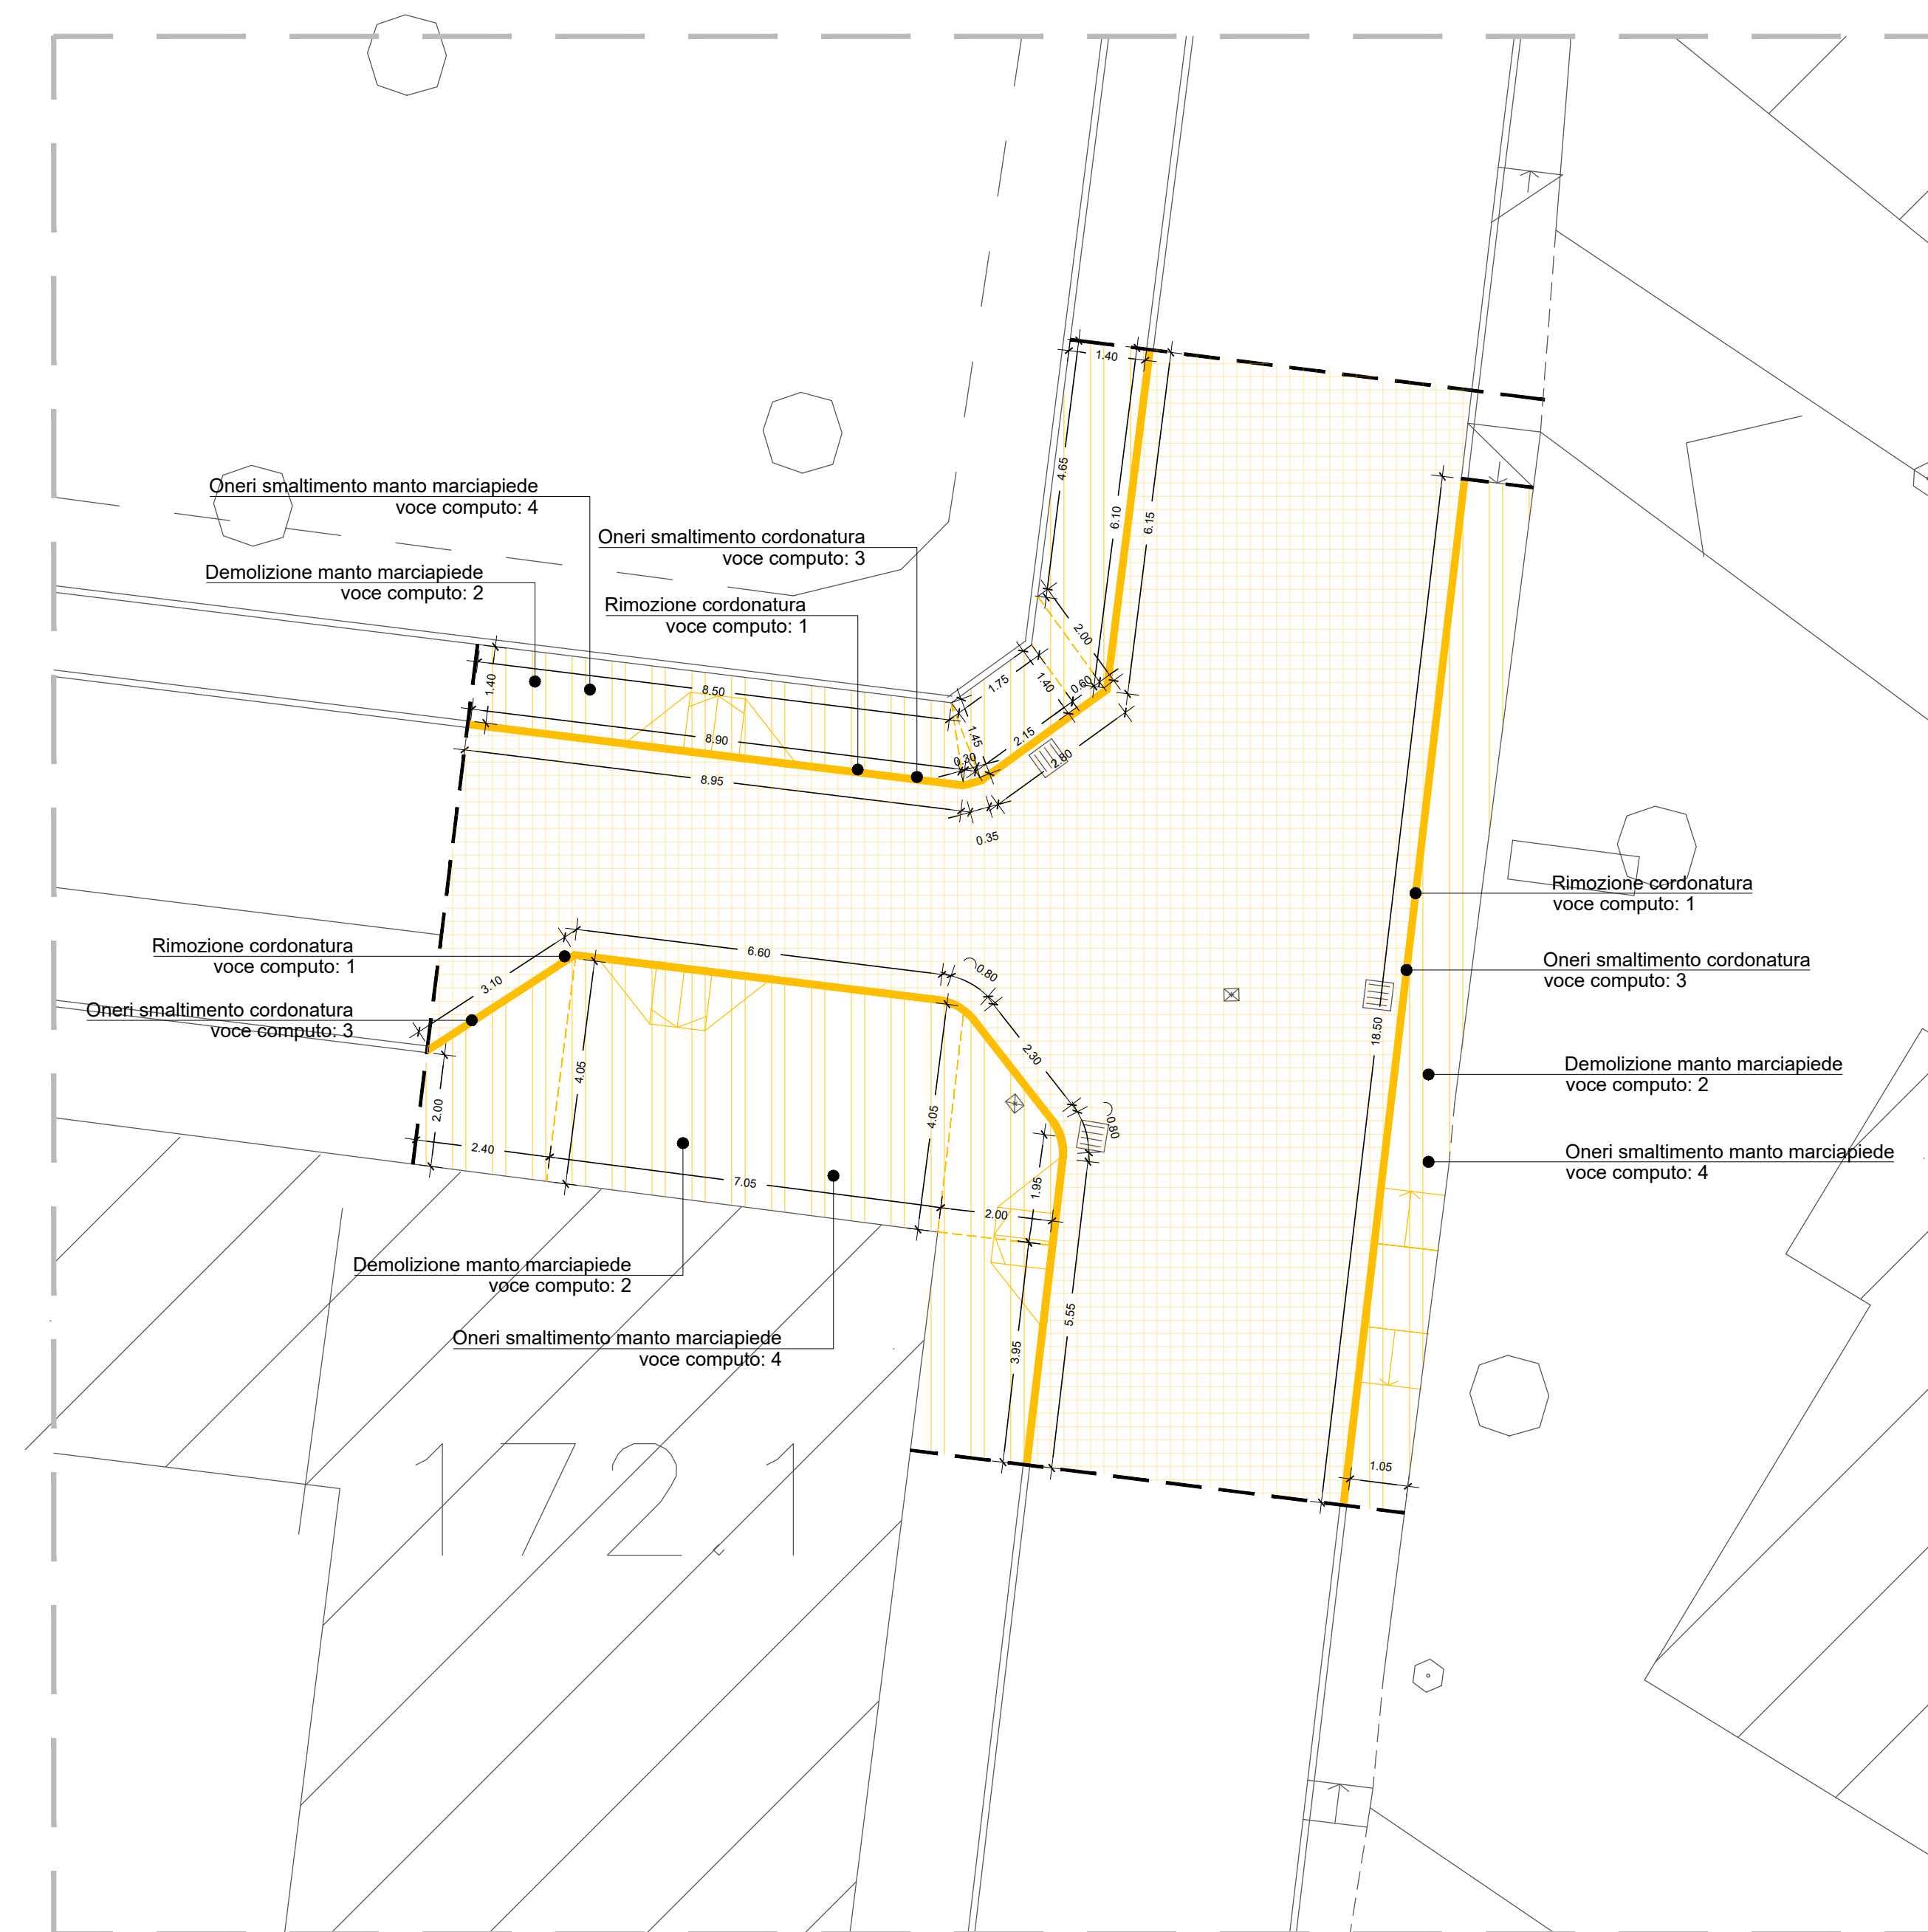 1.40
4.65
6.10
6.15
Oneri smaltimento manto marciapiede
voce computo: 4
Oneri smaltimento cordonatura
voce computo: 3
Demolizione manto marciapiede
voce computo: 2
Rimozione cordonatura
voce computo: 1
2.00
1.40
8.50
1.75
1.40
0.60
8.90
1.45
2.15
0.30
2.80
8.95
0.35
Rimozione cordonatura
voce computo: 1
Rimozione cordonatura
voce computo: 1
6.60
0.80
Oneri smaltimento cordonatura
voce computo: 3
3.10
Oneri smaltimento cordonatura
voce computo: 3
18.50
2.30
4.05
Demolizione manto marciapiede
voce computo: 2
2.00
4.05
0.80
2.40
7.05
1.95
2.00
Oneri smaltimento manto marciapiede
voce computo: 4
Demolizione manto marciapiede
voce computo: 2
5.55
Oneri smaltimento manto marciapiede
voce computo: 4
3.95
1.05
172.1